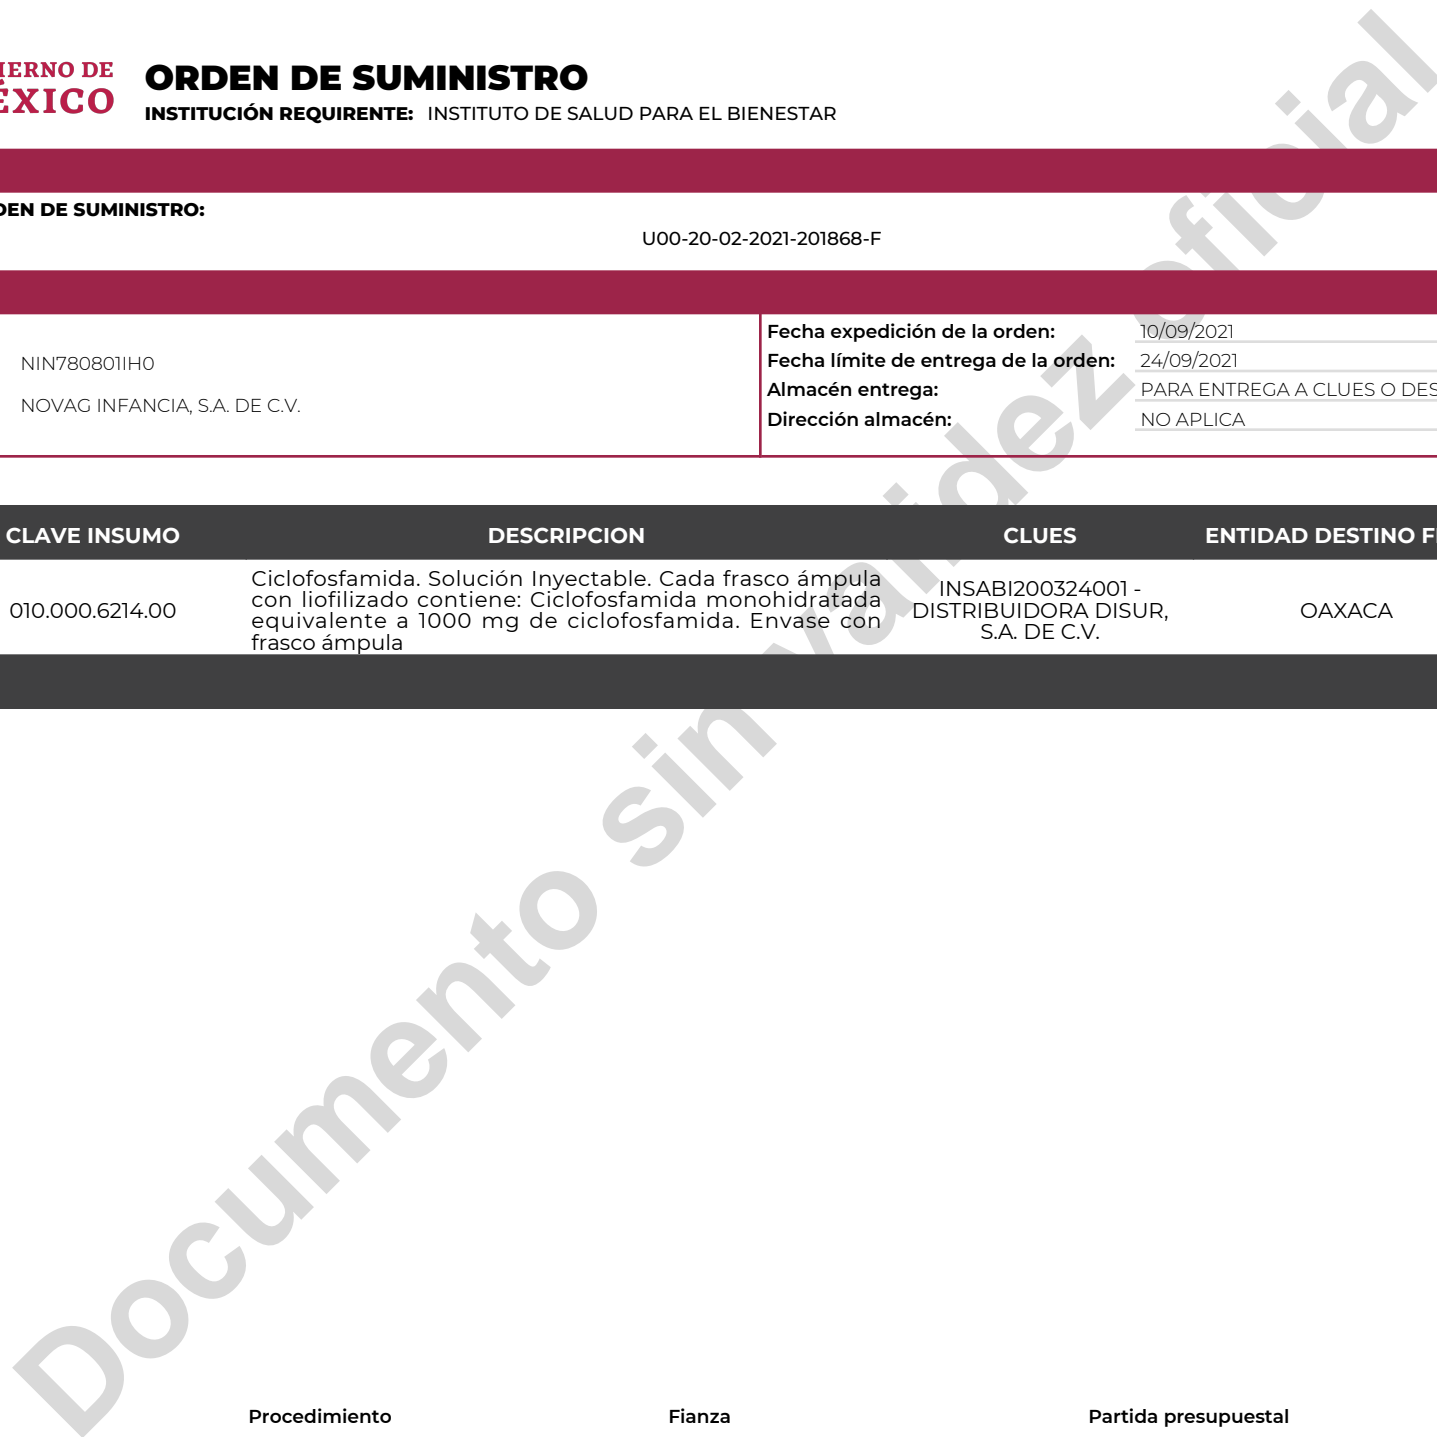 IERNO DE
ÉXICO
ORDEN DE SUMINISTRO
INSTITUCIÓN REQUIRENTE: INSTITUTO DE SALUD PARA EL BIENESTAR
DEN DE SUMINISTRO:
U00-20-02-2021-201868-F
NIN780801IH0
NOVAG INFANCIA, S.A. DE C.V.
Fecha expedición de la orden: 10/09/2021
Fecha límite de entrega de la orden: 24/09/2021
Almacén entrega: PARA ENTREGA A CLUES O DES
Dirección almacén: NO APLICA
CLAVE INSUMO DESCRIPCION CLUES ENTIDAD DESTINO F
010.000.6214.00
Ciclofosfamida. Solución Inyectable. Cada frasco ámpula
con liofilizado contiene: Ciclofosfamida monohidratada
equivalente a 1000 mg de ciclofosfamida. Envase con
frasco ámpula
INSABI200324001 -
DISTRIBUIDORA DISUR,
S.A. DE C.V.
OAXACA
Documento sin validez oficial
Procedimiento Fianza Partida presupuestal